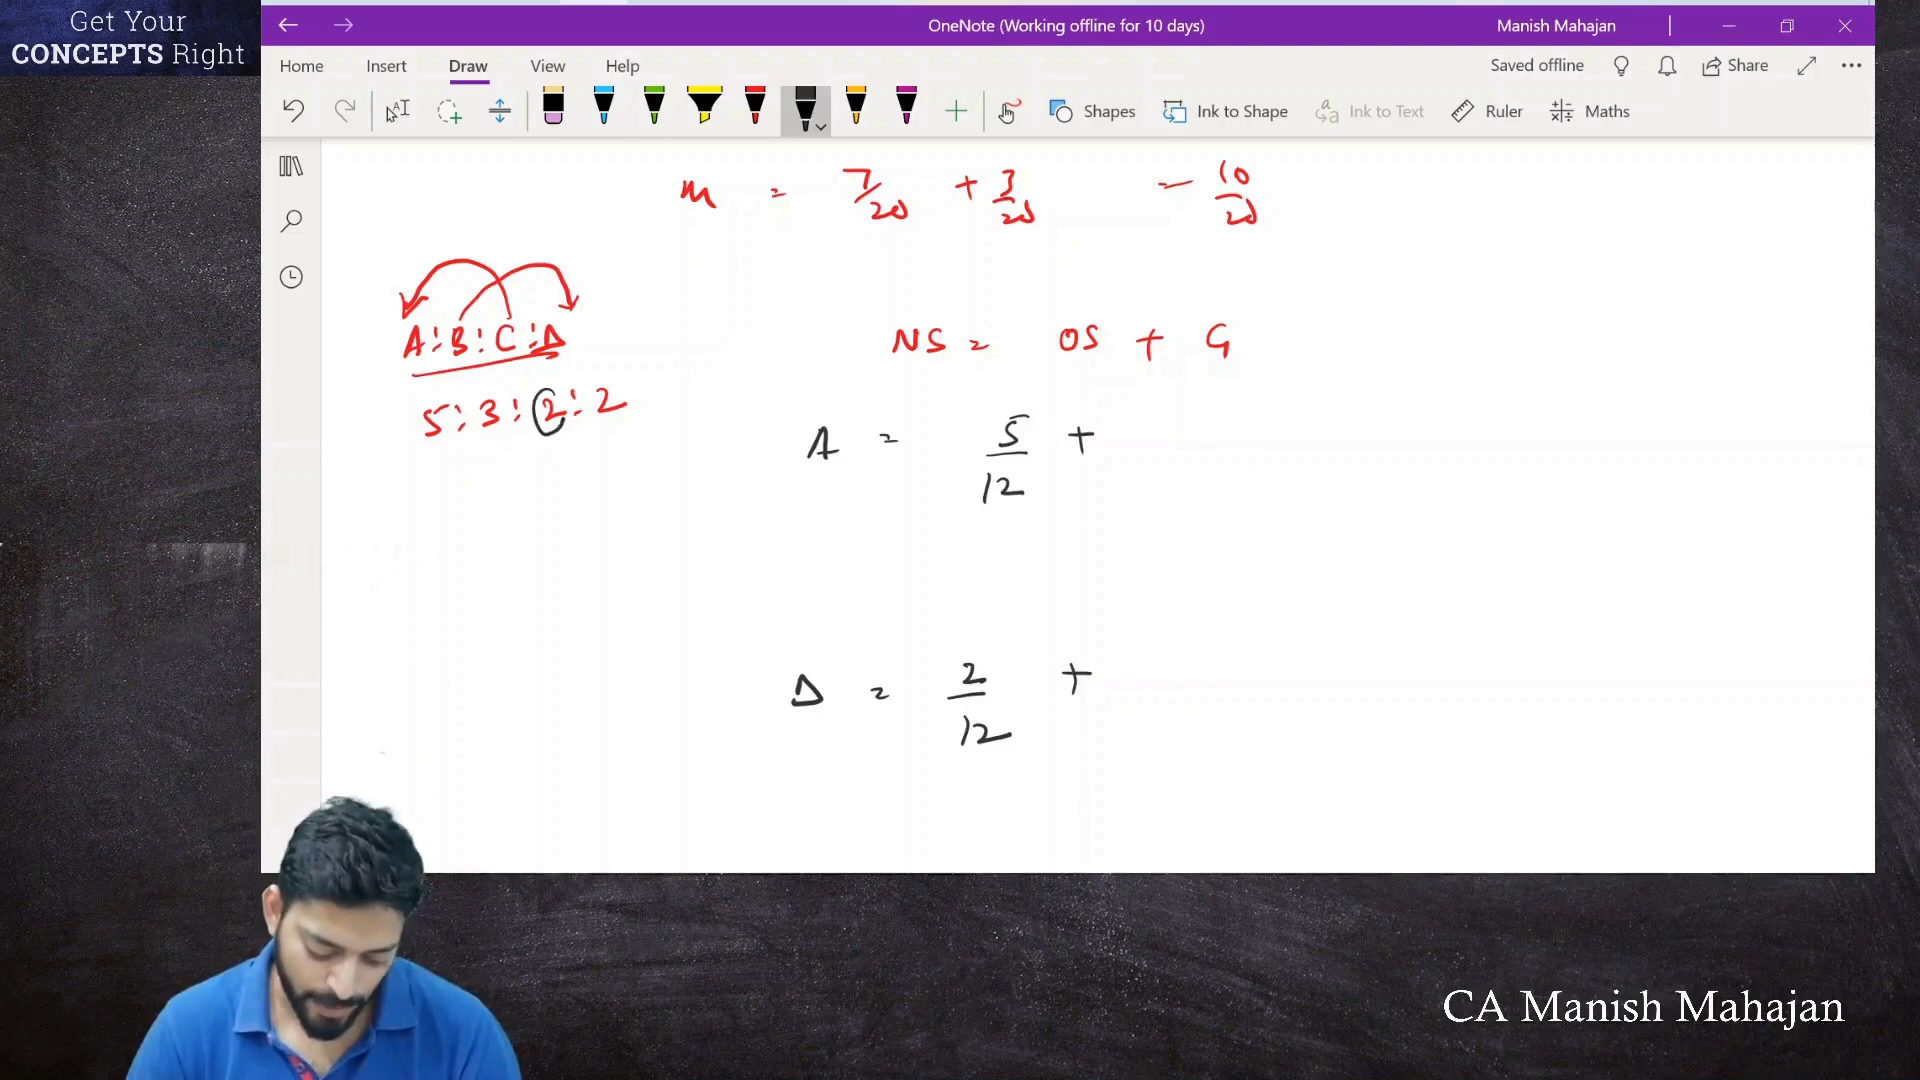 Get Your
CONCEPTS Right
OneNote (Working offline for 10 days)
Manish Mahajan
Home Insert Draw View Help
Saved offline
Share
Shapes
Ink to Shape
Ink to Text
Ruler
Maths
m = 7/20 + 3/20 = 10/20
A : B : C : D
5 : 3 : 2 : 2
NS = OS + G
A = 5/12 +
D = 2/12 +
CA Manish Mahajan